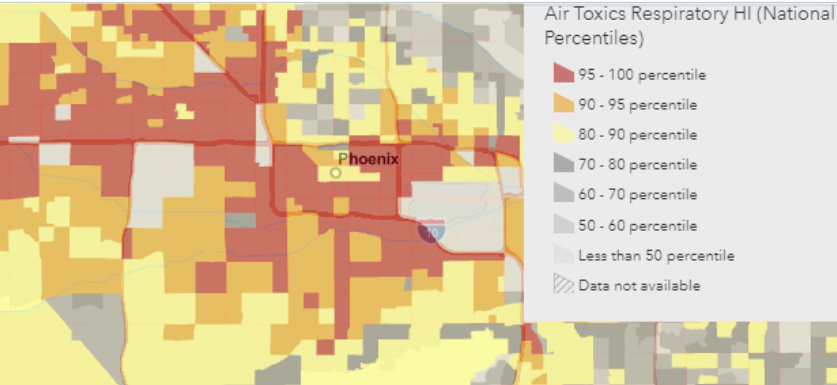 Air Toxics Respiratory HI (National
Percentiles)
95 - 100 percentile
90 - 95 percentile
80 - 90 percentile
70 - 80 percentile
60 - 70 percentile
50 - 60 percentile
Less than 50 percentile
Data not available
Phoenix
10